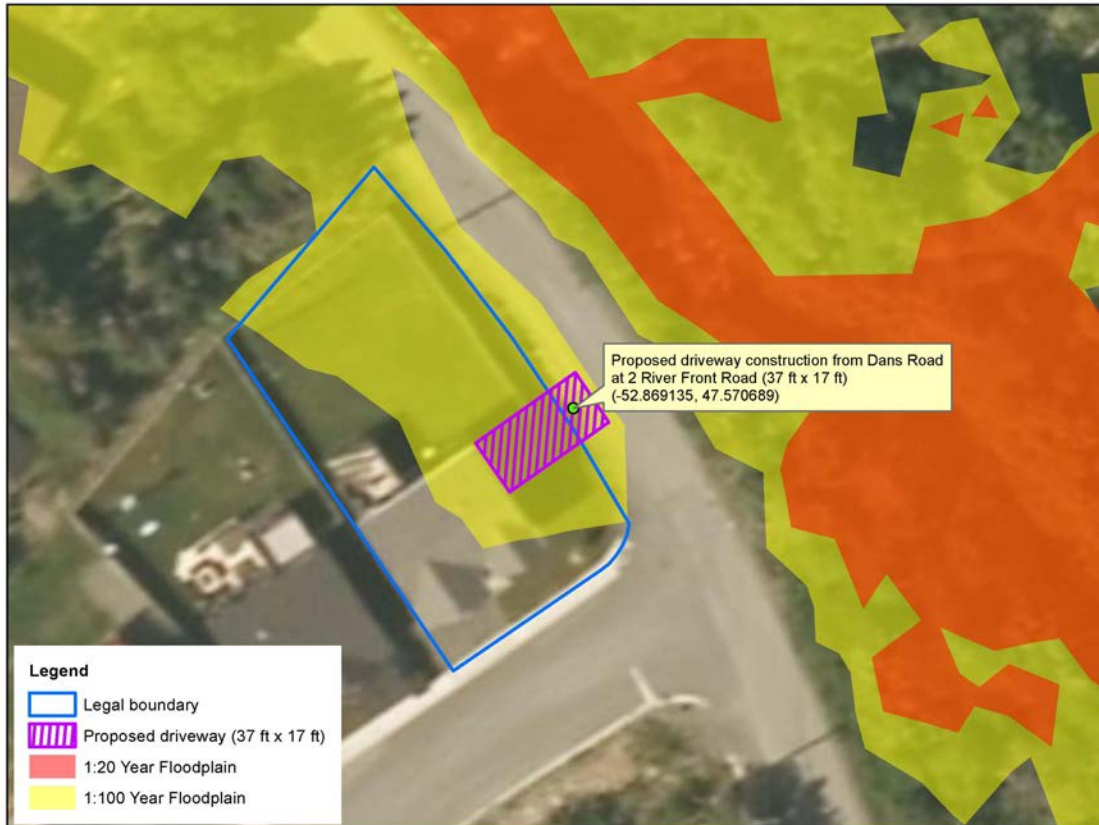 Proposed driveway construction from Dans Road
at 2 River Front Road (37 ft x 17 ft)
(-52.869135, 47.570689)
Legend
Legal boundary
Proposed driveway (37 ft x 17 ft)
1:20 Year Floodplain
1:100 Year Floodplain